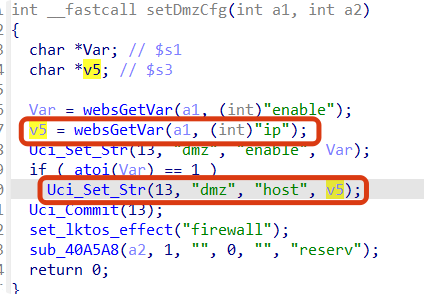 int __fastcall setDmzCfg(int a1, int a2)
{
char *Var; // $s1
char *v5; // $s3
Var = websGetVar(a1, (int)"enable");
v5 = websGetVar(a1, (int)"ip");
Uci_Set_Str(13, "dmz", "enable", Var);
if ( atoi(Var) == 1 )
Uci_Set_Str(13, "dmz", "host", v5);
Uci_Commit(13);
set_lktos_effect("firewall");
sub_40A5A8(a2, 1, "", 0, "", "reserv");
return 0;
}